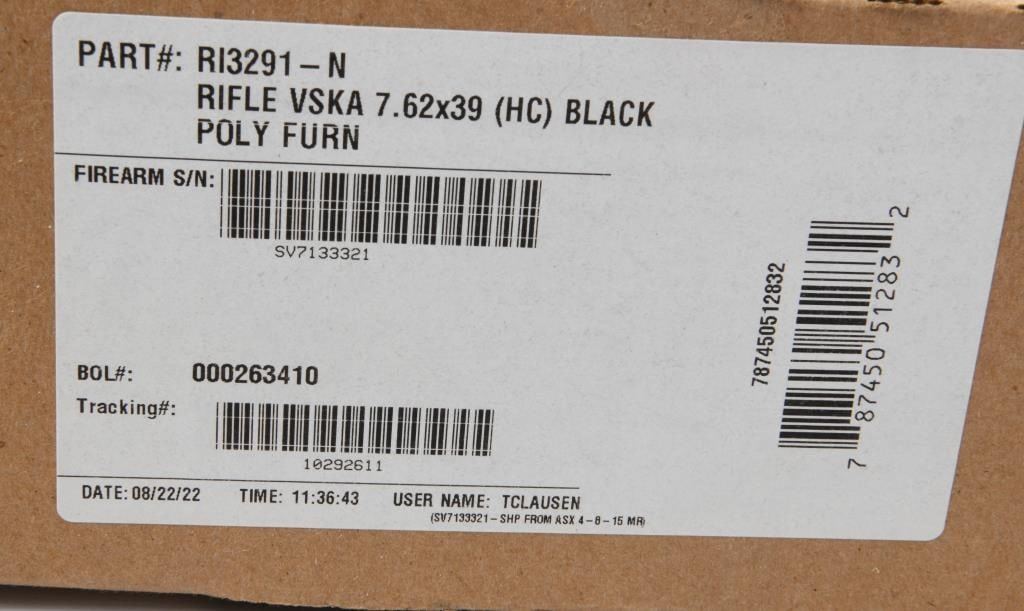 PART#: RI3291-N
RIFLE VSKA 7.62x39 (HC) BLACK
POLY FURN
FIREARM S/N:
SV7133321
BOL#: 000263410
Tracking#:
10292611
DATE: 08/22/22 TIME: 11:36:43 USER NAME: TCLAUSEN
(SV7133321-SHP FROM ASX 4-8-15 MR)
787450512832
7 87450 51283 2